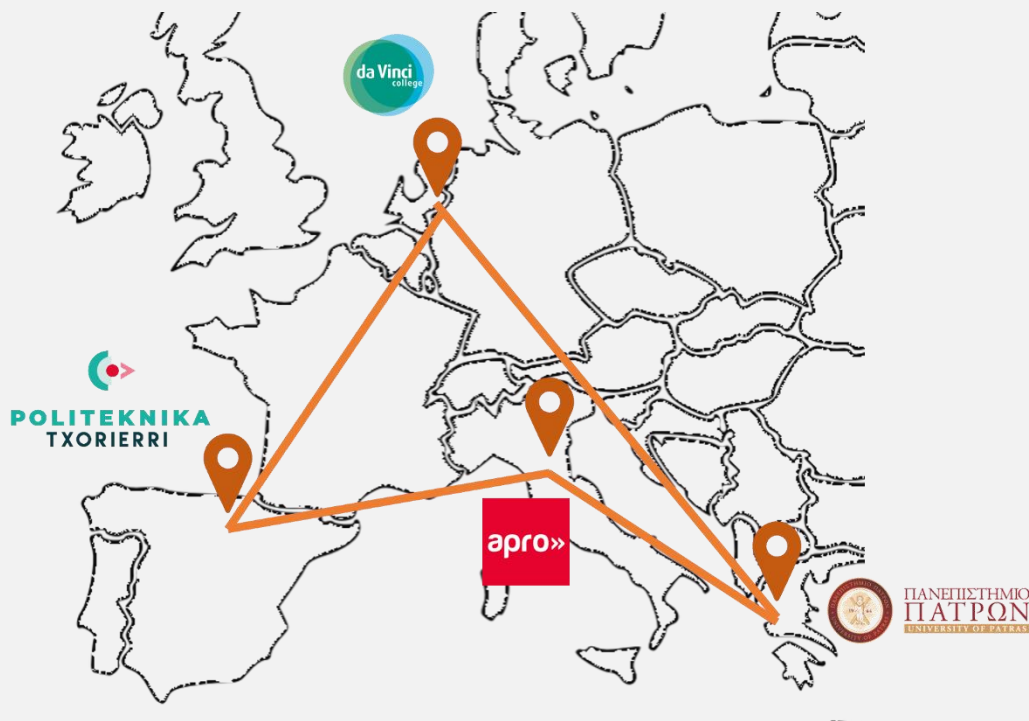 da Vinci
college
POLITEKNIKA
TXORIERRI
apro»
ΠΑΝΕΠΙΣΤΗΜΙΟ
ΠΑΤΡΩΝ
UNIVERSITY OF PATRAS